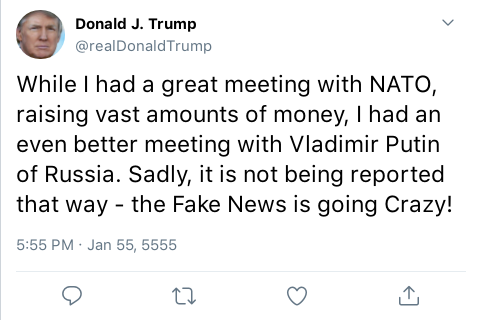 Donald J. Trump
@realDonaldTrump
While I had a great meeting with NATO,
raising vast amounts of money, I had an
even better meeting with Vladimir Putin
of Russia. Sadly, it is not being reported
that way - the Fake News is going Crazy!
5:55 PM · Jan 55, 5555